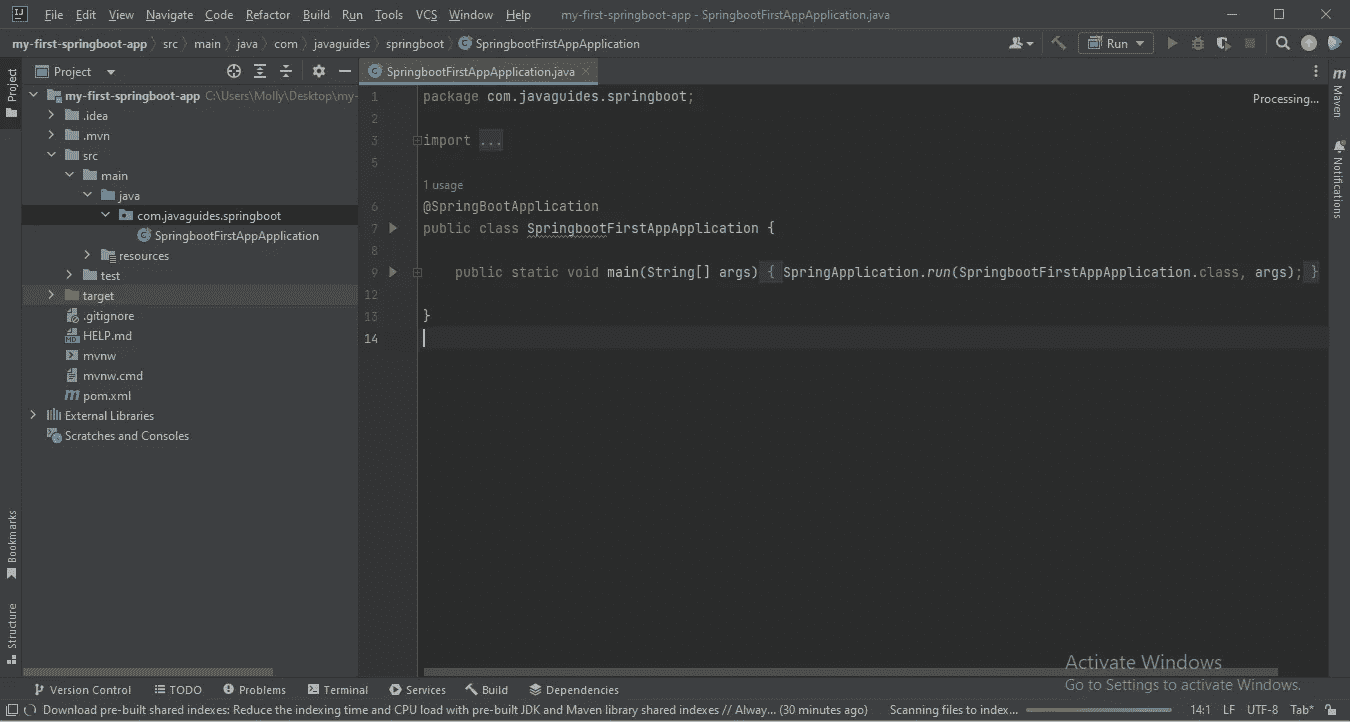 File Edit View Navigate Code Refactor Build Run Tools VCS Window Help my-first-springboot-app - SpringbootFirstAppApplication.java
my-first-springboot-app src main java com javaguides springboot SpringbootFirstAppApplication Run
Project
Project
SpringbootFirstAppApplication.java
Maven
Notifications
my-first-springboot-app C:\Users\Molly\Desktop\my-
.idea
.mvn
src
main
java
com.javaguides.springboot
SpringbootFirstAppApplication
resources
test
target
.gitignore
HELP.md
mvnw
mvnw.cmd
pom.xml
External Libraries
Scratches and Consoles
Processing...
1 package com.javaguides.springboot;
2
3 import ...
5
1 usage
6 @SpringBootApplication
7 public class SpringbootFirstAppApplication {
8
9 public static void main(String[] args) { SpringApplication.run(SpringbootFirstAppApplication.class, args); }
12
13 }
14
Bookmarks
Structure
Activate Windows
Go to Settings to activate Windows.
Version Control TODO Problems Terminal Services Build Dependencies
Download pre-built shared indexes: Reduce the indexing time and CPU load with pre-built JDK and Maven library shared indexes // Alway... (30 minutes ago) Scanning files to index... 14:1 LF UTF-8 Tab*